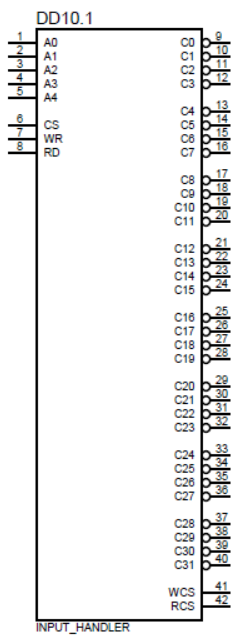 DD10.1
1 A0 C0 9
2 A1 C1 10
3 A2 C2 11
4 A3 C3 12
5 A4
C4 13
6 CS C5 14
7 WR C6 15
8 RD C7 16
C8 17
C9 18
C10 19
C11 20
C12 21
C13 22
C14 23
C15 24
C16 25
C17 26
C18 27
C19 28
C20 29
C21 30
C22 31
C23 32
C24 33
C25 34
C26 35
C27 36
C28 37
C29 38
C30 39
C31 40
WCS 41
RCS 42
INPUT_HANDLER